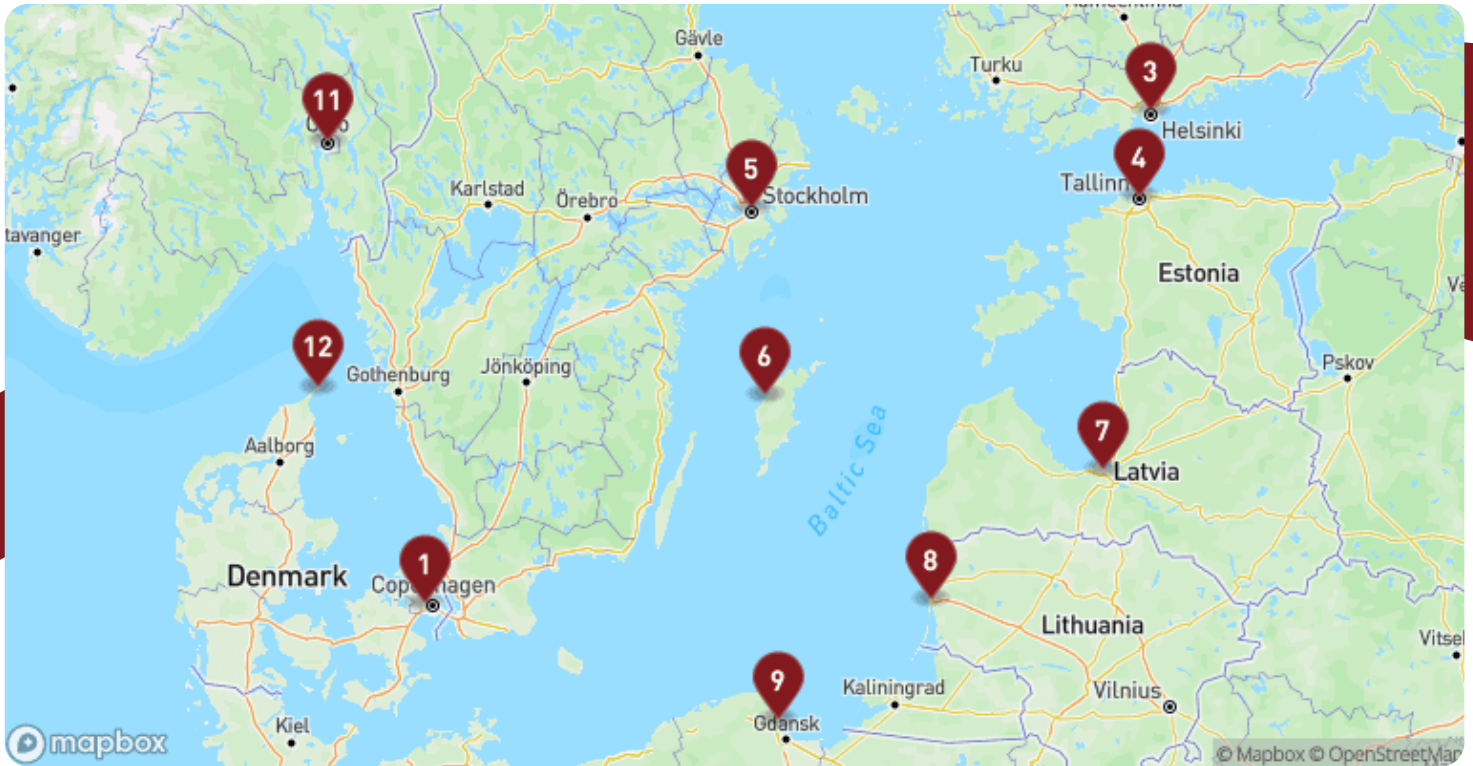 Gävle
Turku
3
11
Helsinki
4
5
Tallinn
Karlstad
Örebro
Stockholm
tavanger
Estonia
12
6
Gothenburg
Jönköping
Pskov
Baltic Sea
7
Aalborg
Latvia
8
1
Denmark
Copenhagen
Lithuania
9
Kaliningrad
Vilnius
Vitsel
Gdansk
Kiel
mapbox
© Mapbox © OpenStreetMap